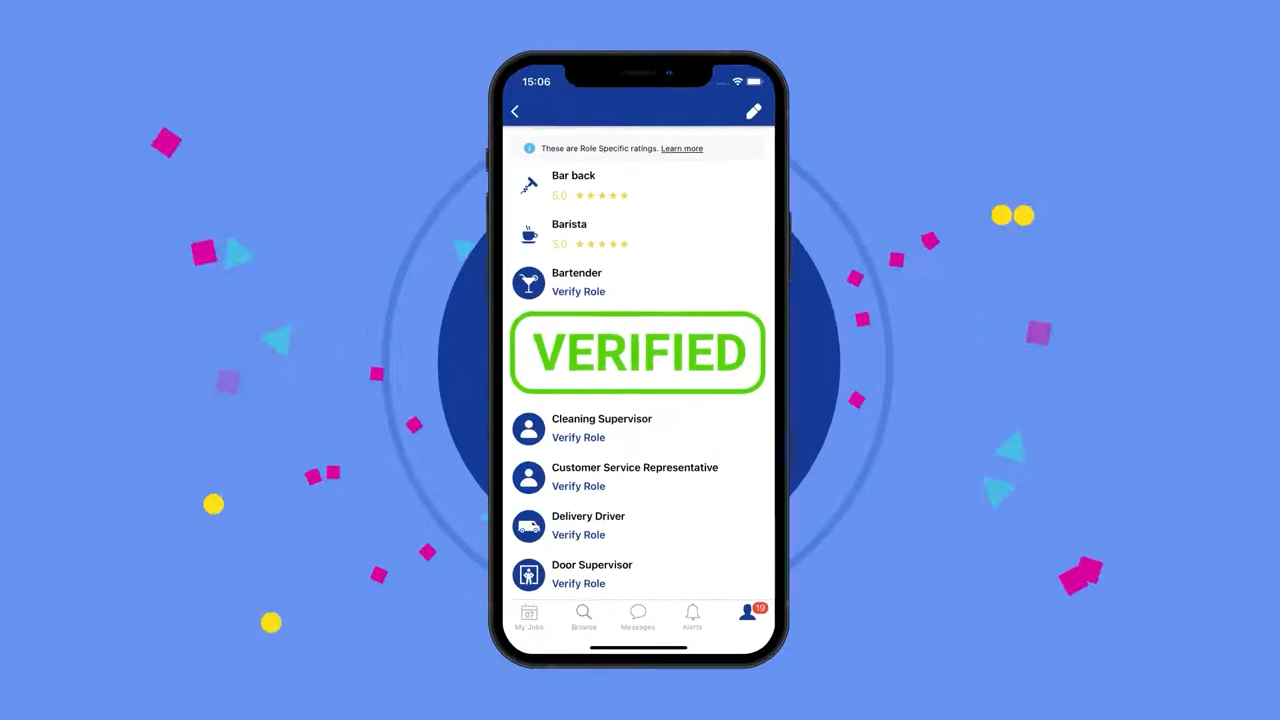 15:06
These are Role Specific ratings. Learn more
Bar back
5.0
Barista
5.0
Bartender
Verify Role
VERIFIED
Cleaning Supervisor
Verify Role
Customer Service Representative
Verify Role
Delivery Driver
Verify Role
Door Supervisor
Verify Role
07
19
My Jobs Browse Messages Alerts